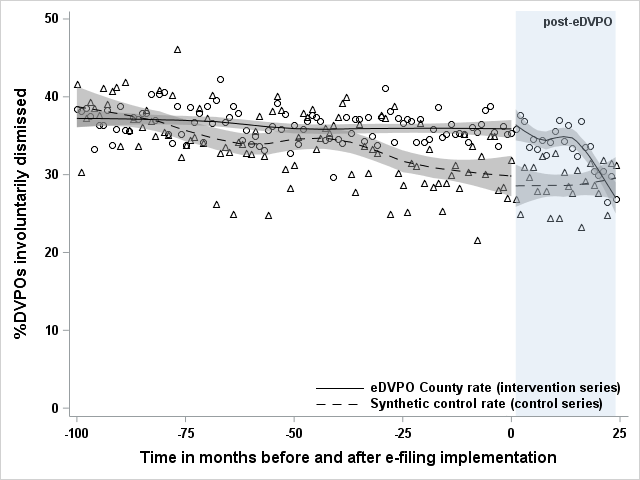 post-eDVPO
50
40
30
20
10
0
%DVPOs involuntarily dismissed
eDVPO County rate (intervention series)
Synthetic control rate (control series)
-100 -75 -50 -25 0 25
Time in months before and after e-filing implementation